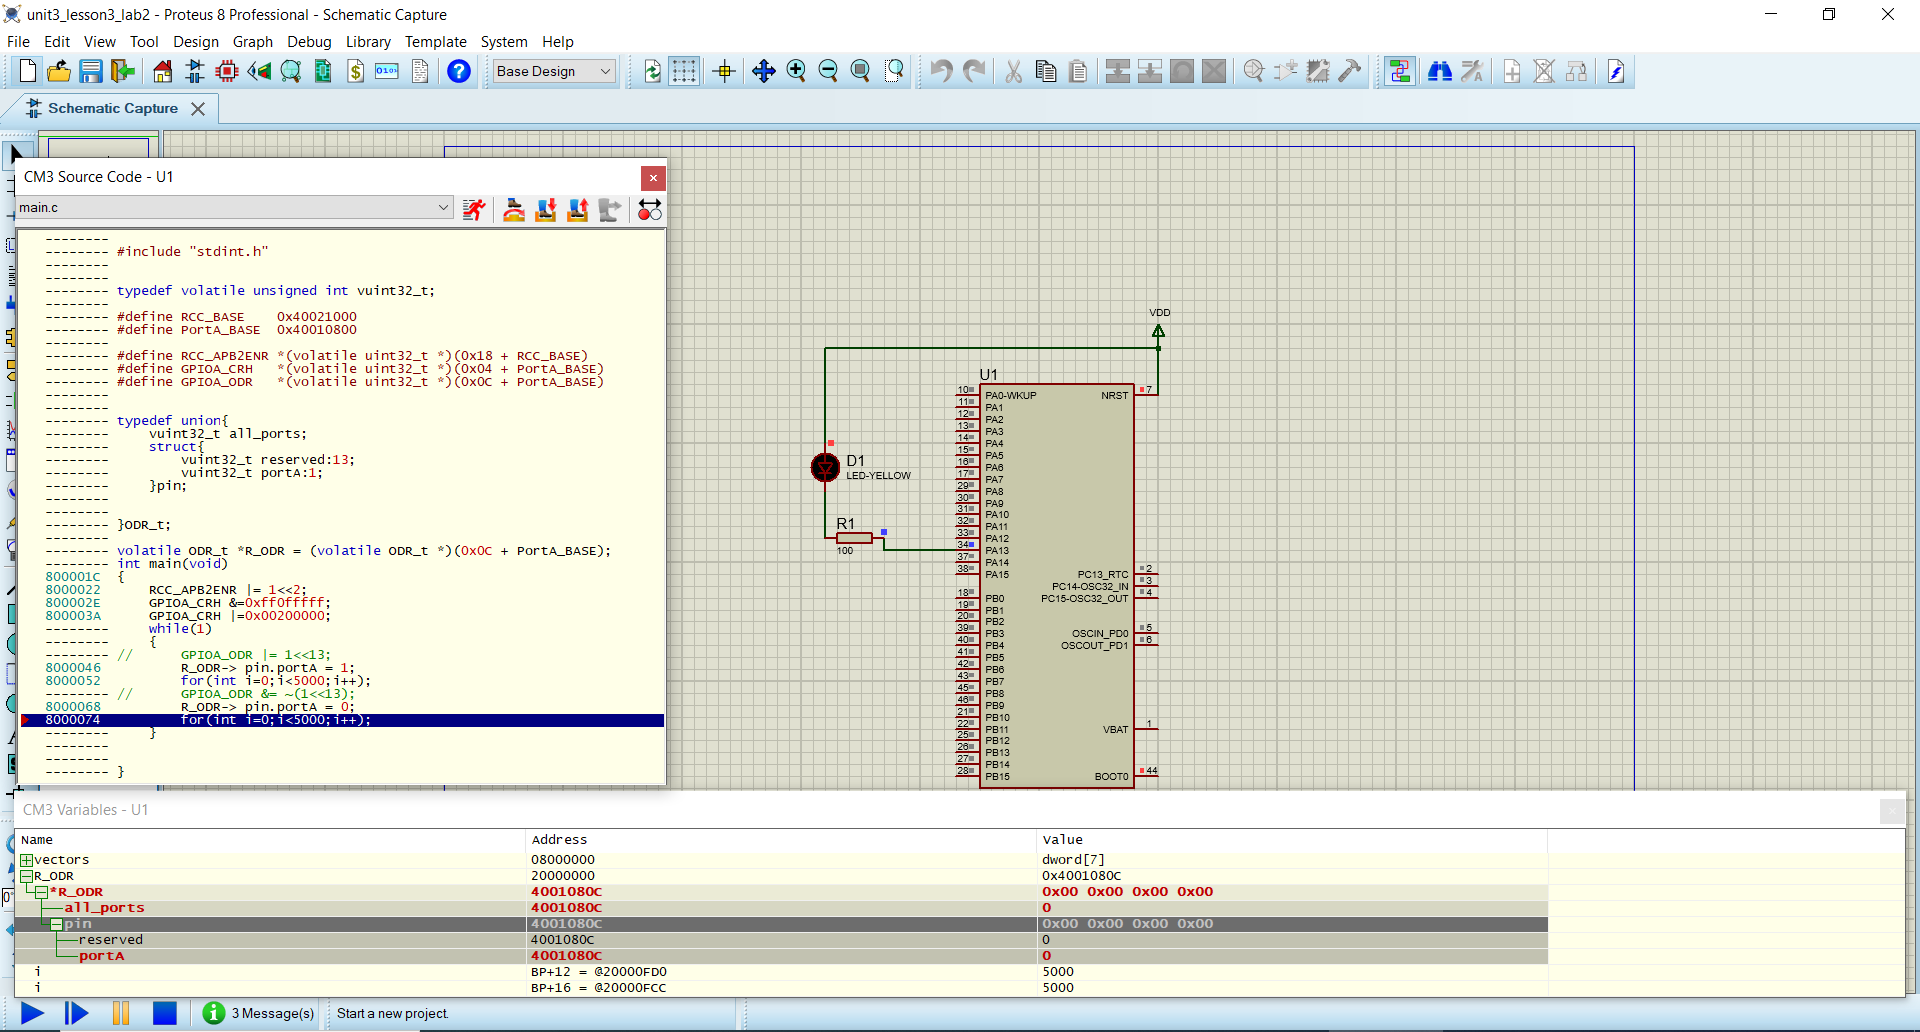 unit3_lesson3_lab2 - Proteus 8 Professional - Schematic Capture
File Edit View Tool Design Graph Debug Library Template System Help
Base Design
Schematic Capture
CM3 Source Code - U1
main.c
-------- #include "stdint.h"
-------- typedef volatile unsigned int vuint32_t;
-------- #define RCC_BASE 0x40021000
-------- #define PortA_BASE 0x40010800
-------- #define RCC_APB2ENR *(volatile uint32_t *)(0x18 + RCC_BASE)
-------- #define GPIOA_CRH *(volatile uint32_t *)(0x04 + PortA_BASE)
-------- #define GPIOA_ODR *(volatile uint32_t *)(0x0C + PortA_BASE)
-------- typedef union{
-------- vuint32_t all_ports;
-------- struct{
-------- vuint32_t reserved:13;
-------- vuint32_t portA:1;
-------- }pin;
-------- }ODR_t;
-------- volatile ODR_t *R_ODR = (volatile ODR_t *)(0x0C + PortA_BASE);
-------- int main(void)
800001C {
8000022 RCC_APB2ENR |= 1<<2;
800002E GPIOA_CRH &=0xff0fffff;
800003A GPIOA_CRH |=0x00200000;
-------- while(1)
-------- {
-------- // GPIOA_ODR |= 1<<13;
8000046 R_ODR-> pin.portA = 1;
8000052 for(int i=0;i<5000;i++);
-------- // GPIOA_ODR &= ~(1<<13);
8000068 R_ODR-> pin.portA = 0;
8000074 for(int i=0;i<5000;i++);
-------- }
-------- }
VDD
U1
10 PA0-WKUP NRST 7
11 PA1
12 PA2
13 PA3
14 PA4
15 PA5
16 PA6
17 PA7
29 PA8
30 PA9
31 PA10
32 PA11
33 PA12
34 PA13
37 PA14
38 PA15
PC13_RTC 2
PC14-OSC32_IN 3
PC15-OSC32_OUT 4
18 PB0
19 PB1
20 PB2
39 PB3 OSCIN_PD0 5
40 PB4 OSCOUT_PD1 6
41 PB5
42 PB6
43 PB7
45 PB8
46 PB9
21 PB10
22 PB11 VBAT 1
25 PB12
26 PB13
27 PB14
28 PB15 BOOT0 44
D1
LED-YELLOW
R1
100
CM3 Variables - U1
Name Address Value
vectors 08000000 dword[7]
R_ODR 20000000 0x4001080C
*R_ODR 4001080C 0x00 0x00 0x00 0x00
all_ports 4001080C 0
pin 4001080C 0x00 0x00 0x00 0x00
reserved 4001080C 0
portA 4001080C 0
i BP+12 = @20000FD0 5000
i BP+16 = @20000FCC 5000
3 Message(s) Start a new project.